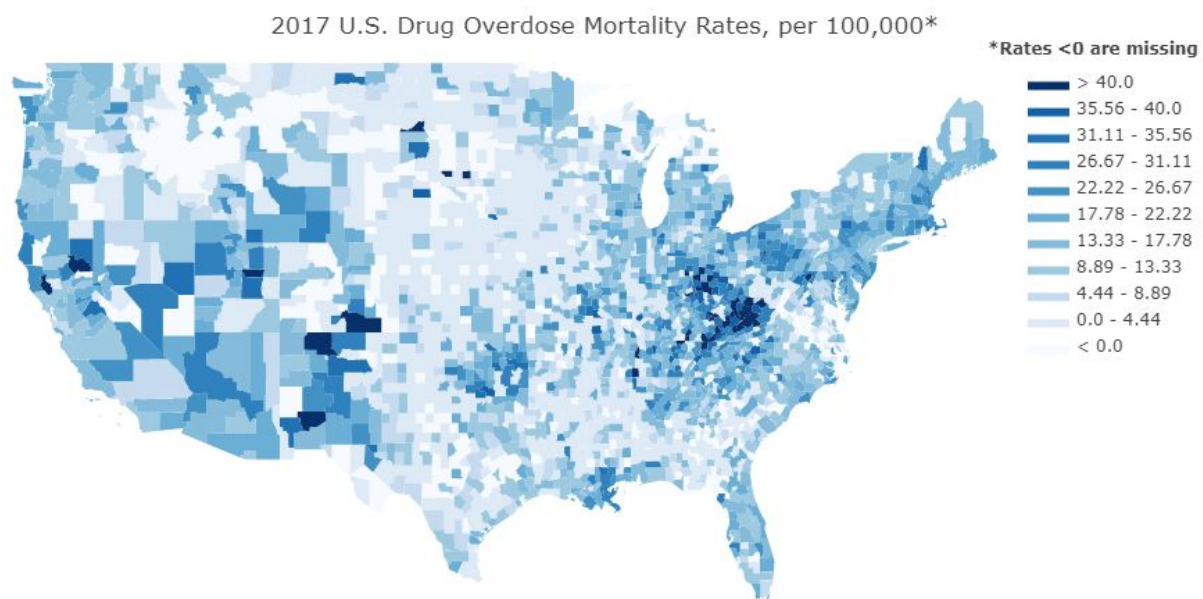 2017 U.S. Drug Overdose Mortality Rates, per 100,000*
*Rates <0 are missing
> 40.0
35.56 - 40.0
31.11 - 35.56
26.67 - 31.11
22.22 - 26.67
17.78 - 22.22
13.33 - 17.78
8.89 - 13.33
4.44 - 8.89
0.0 - 4.44
< 0.0